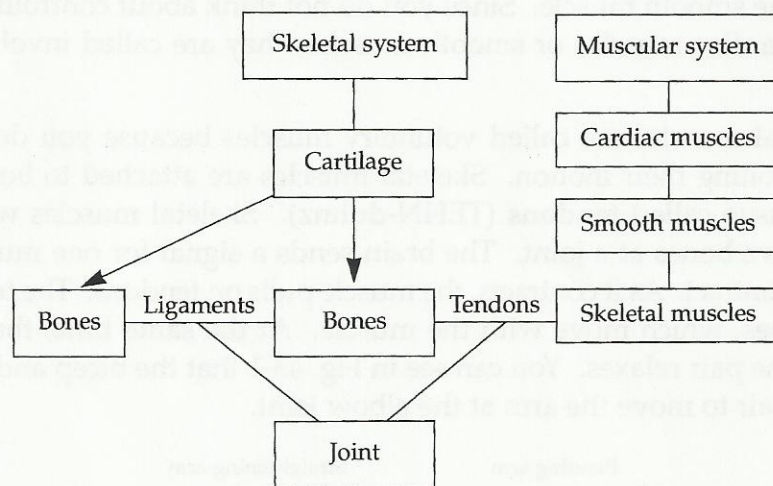 Skeletal system
Muscular system
Cartilage
Cardiac muscles
Smooth muscles
Bones
Ligaments
Bones
Tendons
Skeletal muscles
Joint